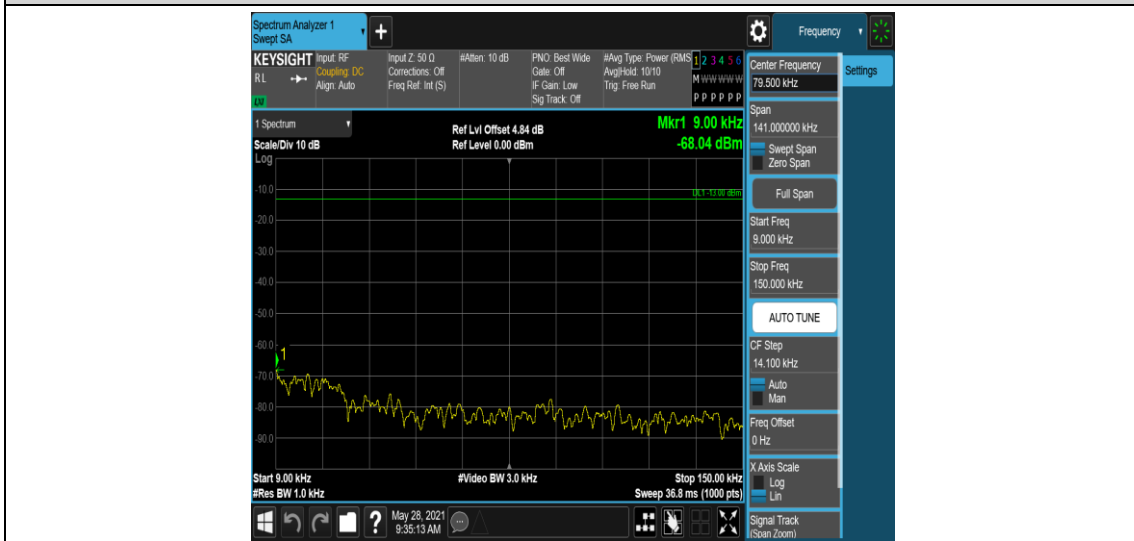 Spectrum Analyzer 1
Swept SA
+
Frequency
KEYSIGHT
RL
LXI
Input: RF
Coupling: DC
Align: Auto
Input Z: 50 Ω
Corrections: Off
Freq Ref: Int (S)
#Atten: 10 dB
PNO: Best Wide
Gate: Off
IF Gain: Low
Sig Track: Off
#Avg Type: Power (RMS
Avg|Hold: 10/10
Trig: Free Run
1 2 3 4 5 6
M W W W W W
P P P P P P
1 Spectrum
Scale/Div 10 dB
Ref Lvl Offset 4.84 dB
Ref Level 0.00 dBm
Mkr1 9.00 kHz
-68.04 dBm
Log
DL1 -13.00 dBm
-10.0
-20.0
-30.0
-40.0
-50.0
-60.0
1
-70.0
-80.0
-90.0
Start 9.00 kHz
#Res BW 1.0 kHz
#Video BW 3.0 kHz
Stop 150.00 kHz
Sweep 36.8 ms (1000 pts)
Center Frequency
79.500 kHz
Settings
Span
141.000000 kHz
Swept Span
Zero Span
Full Span
Start Freq
9.000 kHz
Stop Freq
150.000 kHz
AUTO TUNE
CF Step
14.100 kHz
Auto
Man
Freq Offset
0 Hz
X Axis Scale
Log
Lin
Signal Track
(Span Zoom)
?
May 28, 2021
9:35:13 AM